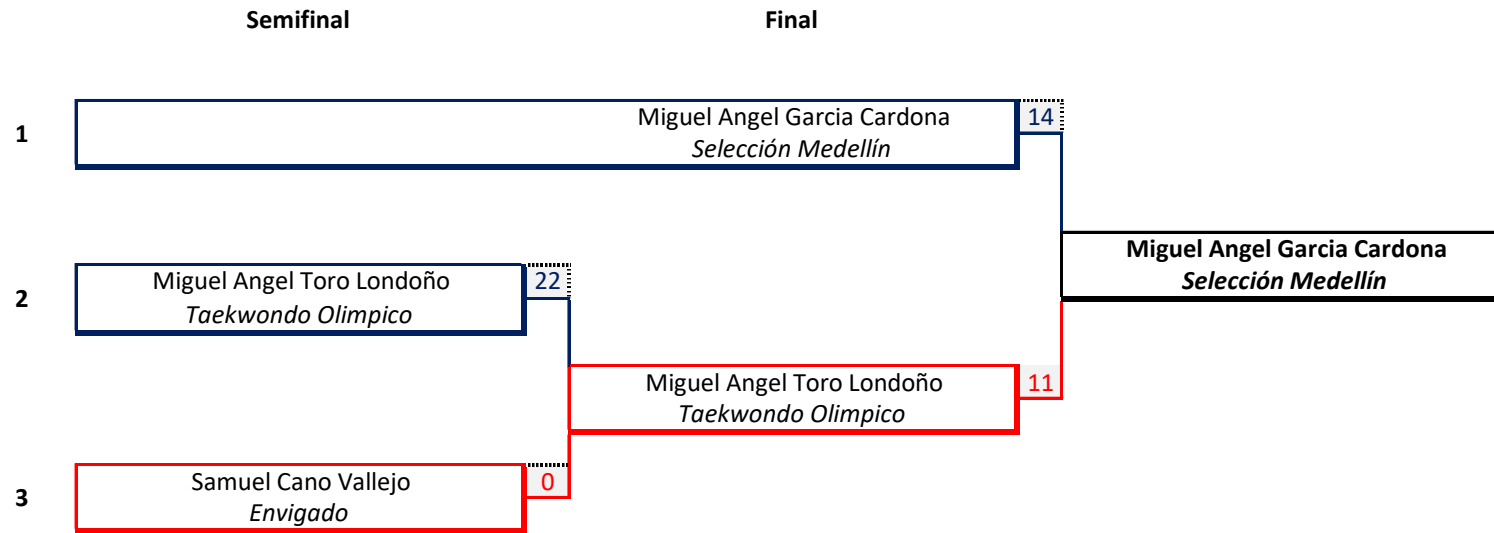 Semifinal
Final
1
Miguel Angel Garcia Cardona
Selección Medellín
14
Miguel Angel Garcia Cardona
Selección Medellín
2
Miguel Angel Toro Londoño
Taekwondo Olimpico
22
Miguel Angel Toro Londoño
Taekwondo Olimpico
11
3
Samuel Cano Vallejo
Envigado
0